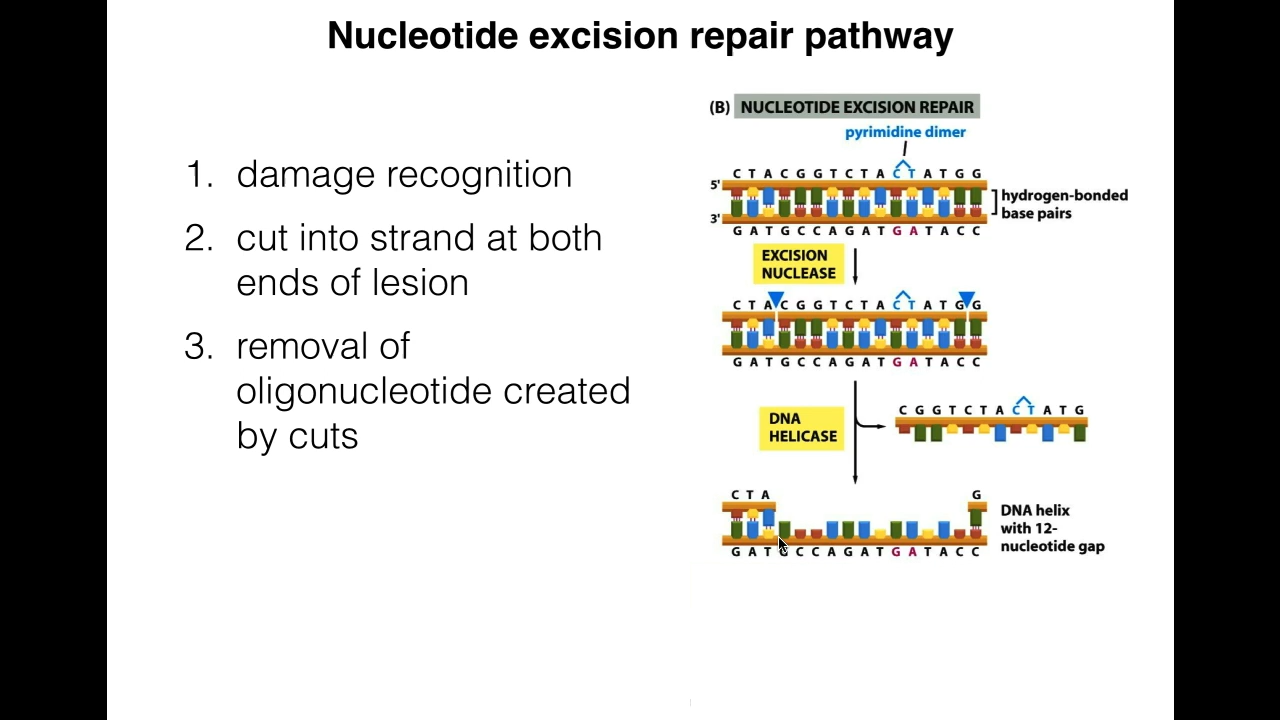 Nucleotide excision repair pathway
1. damage recognition
2. cut into strand at both
ends of lesion
3. removal of
oligonucleotide created
by cuts
(B) NUCLEOTIDE EXCISION REPAIR
pyrimidine dimer
C T A C G G T C T A C T A T G G
5'
3'
hydrogen-bonded
base pairs
G A T G C C A G A T G A T A C C
EXCISION
NUCLEASE
C T A C G G T C T A C T A T G G
G A T G C C A G A T G A T A C C
DNA
HELICASE
C G G T C T A C T A T G
C T A G
DNA helix
with 12-
nucleotide gap
G A T G C C A G A T G A T A C C